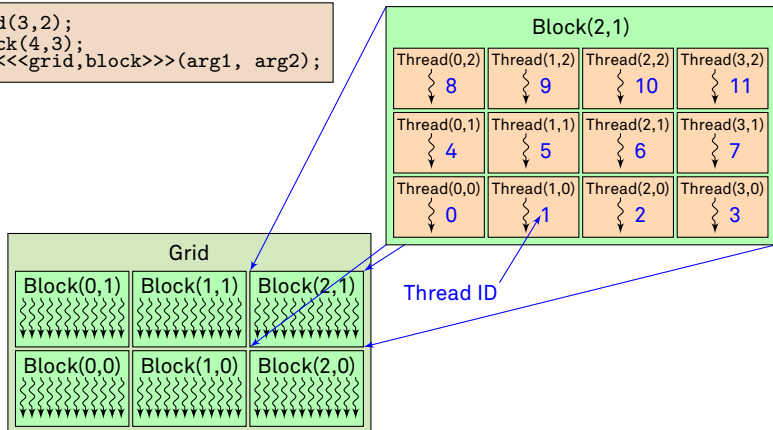 d(3,2);
ck(4,3);
<<<grid,block>>>(arg1, arg2);
Block(2,1)
Thread(0,2) Thread(1,2) Thread(2,2) Thread(3,2)
8 9 10 11
Thread(0,1) Thread(1,1) Thread(2,1) Thread(3,1)
4 5 6 7
Thread(0,0) Thread(1,0) Thread(2,0) Thread(3,0)
0 1 2 3
Thread ID
Grid
Block(0,1) Block(1,1) Block(2,1)
Block(0,0) Block(1,0) Block(2,0)